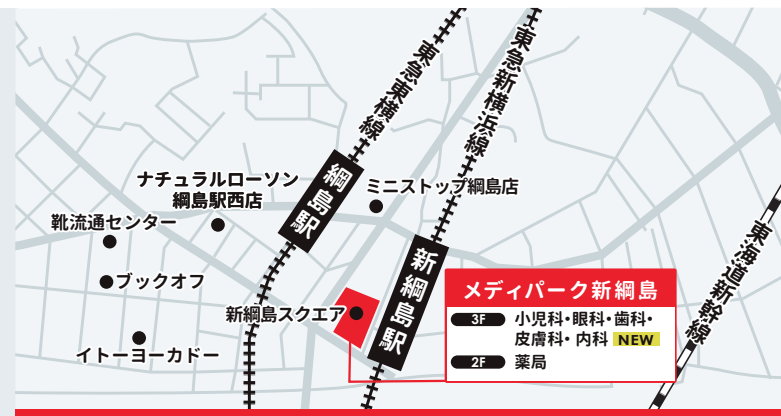 東急東横線
東急新横浜線
綱島駅
ミニストップ綱島店
ナチュラルローソン
綱島駅西店
靴流通センター
ブックオフ
新綱島スクエア
イトーヨーカドー
新綱島駅
東海道新幹線
メディパーク新綱島
3F 小児科・眼科・歯科・
皮膚科・内科 NEW
2F 薬局